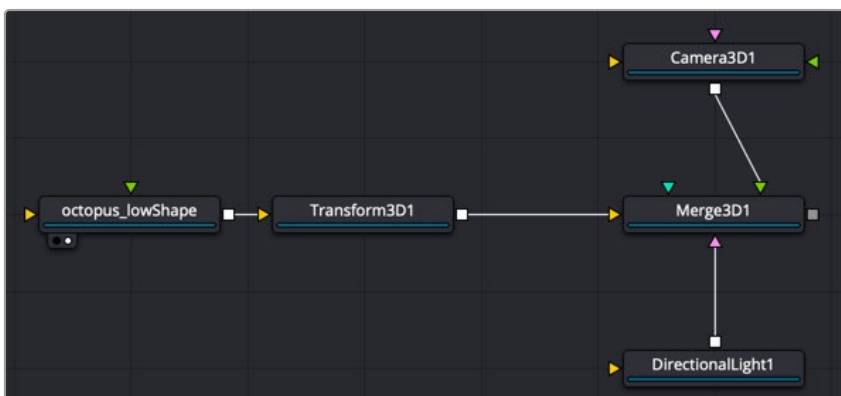 Camera3D1
octopus_lowShape
Transform3D1
Merge3D1
DirectionalLight1